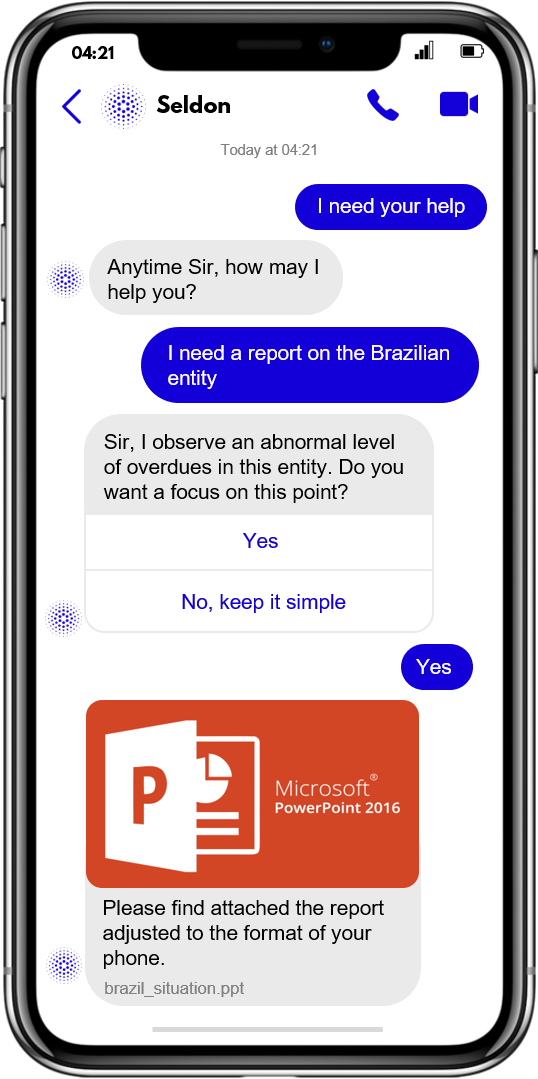 04:21
Seldon
Today at 04:21
I need your help
Anytime Sir, how may I
help you?
I need a report on the Brazilian
entity
Sir, I observe an abnormal level
of overdues in this entity. Do you
want a focus on this point?
Yes
No, keep it simple
Yes
P
Microsoft®
PowerPoint 2016
Please find attached the report
adjusted to the format of your
phone.
brazil_situation.ppt